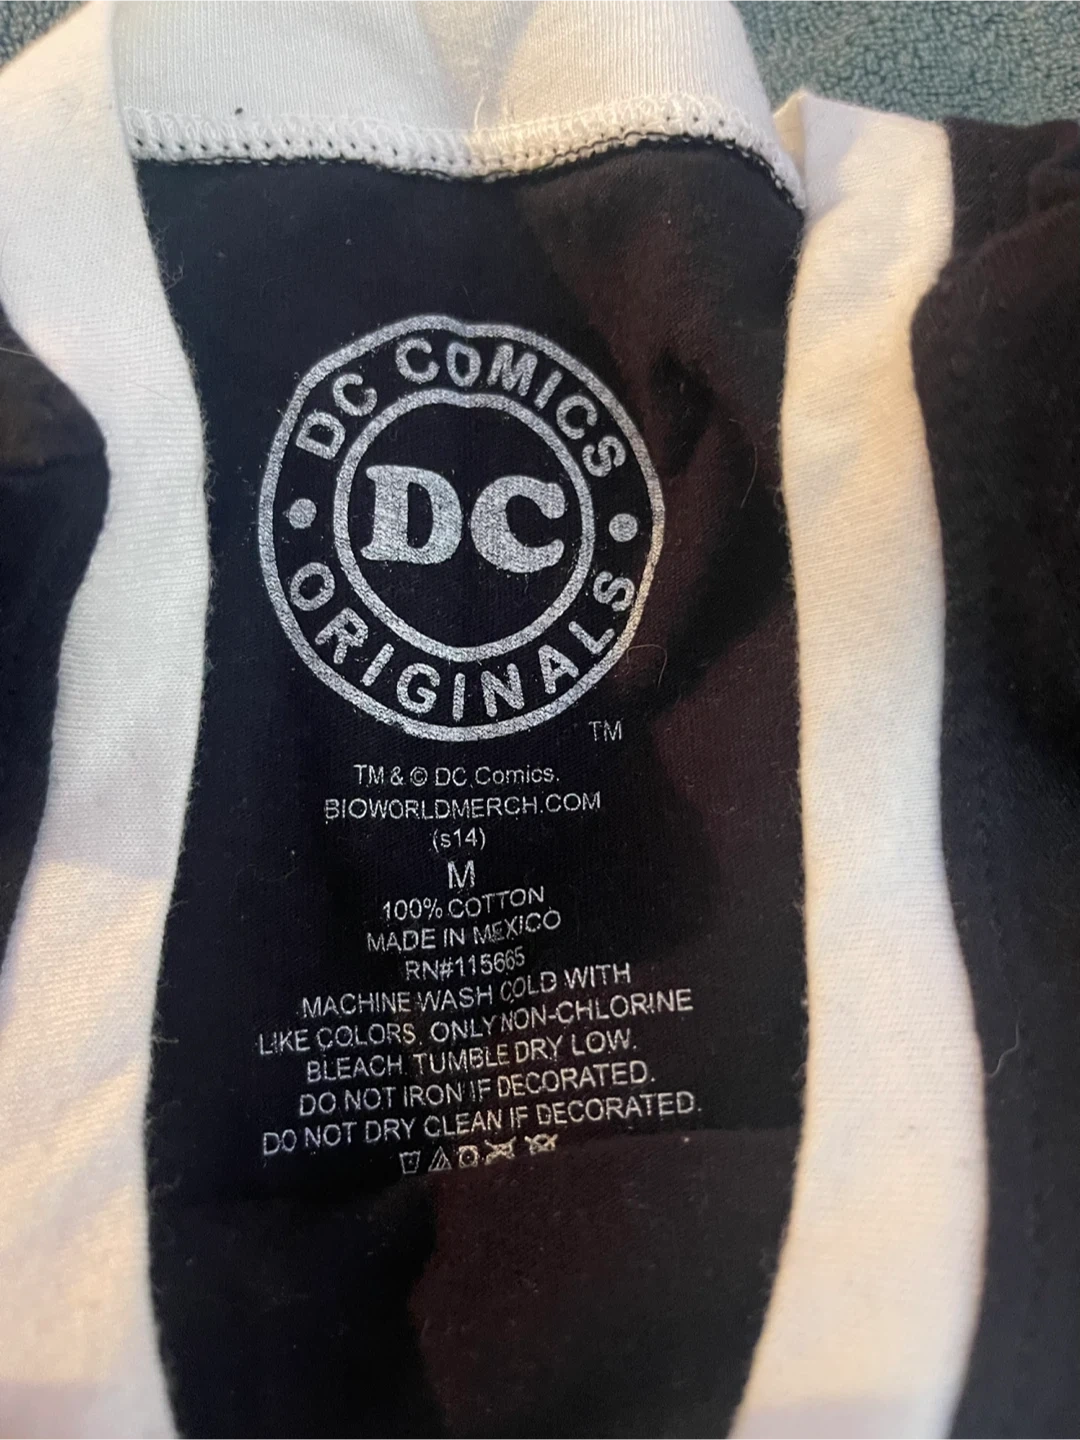 DC COMICS
DC
• ORIGINALS •
TM
TM & © DC Comics.
BIOWORLDMERCH.COM
(s14)
M
100% COTTON
MADE IN MEXICO
RN#115665
MACHINE WASH COLD WITH
LIKE COLORS. ONLY NON-CHLORINE
BLEACH. TUMBLE DRY LOW.
DO NOT IRON IF DECORATED.
DO NOT DRY CLEAN IF DECORATED.